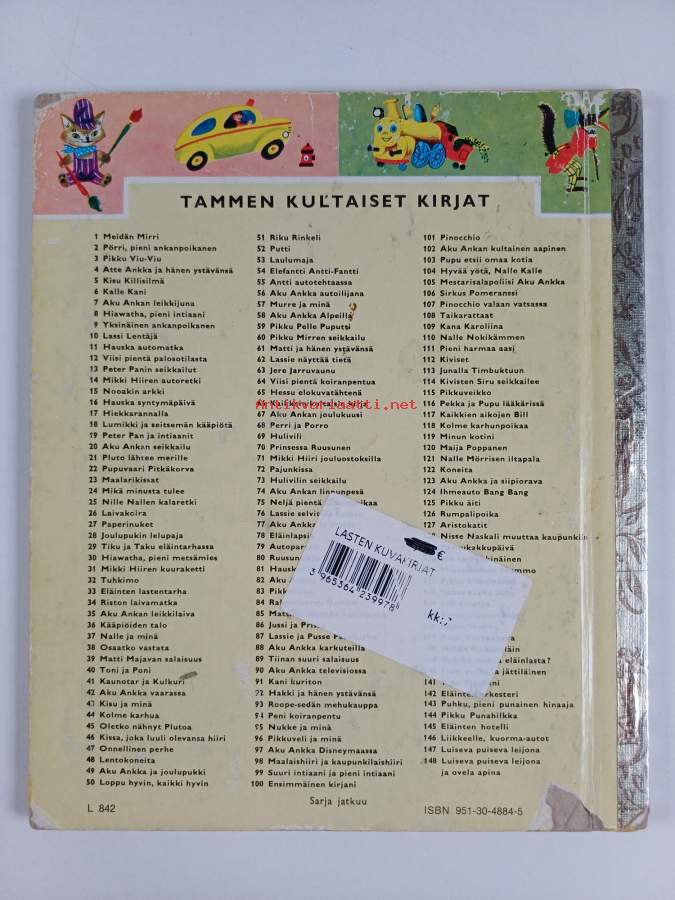 TAMMEN KULTAISET KIRJAT
1 Meidän Mirri
2 Pörri, pieni ankanpoikanen
3 Pikku Viu-Viu
4 Atte Ankka ja hänen ystävänsä
5 Kisu Killisilmä
6 Kalle Kani
7 Aku Ankan leikkijuna
8 Hiawatha, pieni intiaani
9 Yksinäinen ankanpoikanen
10 Lassi Lentäjä
11 Hauska automatka
12 Viisi pientä palosotilasta
13 Peter Panin seikkailut
14 Mikki Hiiren autoretki
15 Nooakin arkki
16 Hauska syntymäpäivä
17 Hiekkarannalla
18 Lumikki ja seitsemän kääpiötä
19 Peter Pan ja intiaanit
20 Aku Ankan seikkailu
21 Pluto lähtee merille
22 Pupuvaari Pitkäkorva
23 Maalarikissat
24 Mikä minusta tulee
25 Nille Nallen kalaretki
26 Laivakoira
27 Paperinuket
28 Joulupukin lelupaja
29 Tiku ja Taku eläintarhassa
30 Hiawatha, pieni metsämies
31 Mikki Hiiren kuuraketti
32 Tuhkimo
33 Eläinten lastentarha
34 Riston laivamatka
35 Aku Ankan leikkilaiva
36 Kääpiöiden talo
37 Nalle ja minä
38 Osaatko vastata
39 Matti Majavan salaisuus
40 Toni ja Poni
41 Kaunotar ja Kulkuri
42 Aku Ankka vaarassa
43 Kisu ja minä
44 Kolme karhua
45 Oletko nähnyt Plutoa
46 Kissa, joka luuli olevansa hiiri
47 Onnellinen perhe
48 Lentokoneita
49 Aku Ankka ja joulupukki
50 Loppu hyvin, kaikki hyvin
51 Riku Rinkeli
52 Putti
53 Laulumaja
54 Elefantti Antti-Fantti
55 Antti autotehtaassa
56 Aku Ankka autoilijana
57 Murre ja minä
58 Aku Ankka Alpeilla
59 Pikku Pelle Puputti
60 Pikku Mirren seikkailu
61 Matti ja hänen ystävänsä
62 Lassie näyttää tietä
63 Jere Jarruvaunu
64 Viisi pientä koiranpentua
65 Hessu elokuvatähtenä
66 Kaikkein kultaisin kirja
67 Aku Ankan joulukuusi
68 Perri ja Porro
69 Hulivili
70 Prinsessa Ruusunen
71 Mikki Hiiri jouluostoksilla
72 Pajunkissa
73 Hulivilin seikkailu
74 Aku Ankan linnunpesä
75 Neljä pientä
76 Lassie
77 Aku Ankka
78 Eläinlapsi
79
80
81
82 Aku
83
84
85
86 Jussi ja
87 Lassie ja Pusse
88 Aku Ankka karkuteilla
89 Tiinan suuri salaisuus
90 Aku Ankka televisiossa
91 Kani kuriton
92 Hakki ja hänen ystävänsä
93 Roope-sedän mehukauppa
94 Peni koiranpentu
95 Nukke ja minä
96 Pikkuveli ja minä
97 Aku Ankka Disneymaassa
98 Maalaishiiri ja kaupunkilaishiiri
99 Suuri intiaani ja pieni intiaani
100 Ensimmäinen kirjani
101 Pinocchio
102 Aku Ankan kultainen aapinen
103 Pupu etsii omaa kotia
104 Hyvää yötä, Nalle Kalle
105 Mestarisalapoliisi Aku Ankka
106 Sirkus Pomeranssi
107 Pinocchio valaan vatsassa
108 Taikarattaat
109 Kana Karoliina
110 Nalle Nokikämmen
111 Pieni harmaa aasi
112 Kiviset
113 Junalla Timbuktuun
114 Kivisten Siru seikkailee
115 Pikkuveikko
116 Pekka ja Pupu lääkärissä
117 Kaikkien aikojen Bill
118 Kolme karhunpoikaa
119 Minun kotini
120 Maija Poppanen
121 Nalle Mörrisen iltapala
122 Koneita
123 Aku Ankka ja siipiorava
124 Ihmeauto Bang Bang
125 Pikku äiti
126 Rumpalipoika
127 Aristokatit
128 Nisse Naskali muuttaa kaupunkiin
eläinlasta?
ja jättiläinen
141
142 Eläinten orkesteri
143 Puhku, pieni punainen hinaaja
144 Pikku Punahilkka
145 Eläinten hotelli
146 Liikkeelle, kuorma-autot
147 Luiseva puiseva leijona
148 Luiseva puiseva leijona
ja ovela apina
LASTEN KUVAKIRJAT
€
3965364239978
kk:
Antikvariaatti.net
L 842
Sarja jatkuu
ISBN 951-30-4884-5